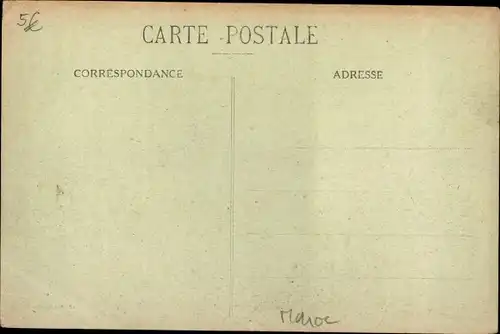 5€
CARTE POSTALE
CORRESPONDANCE
ADRESSE
Maroc